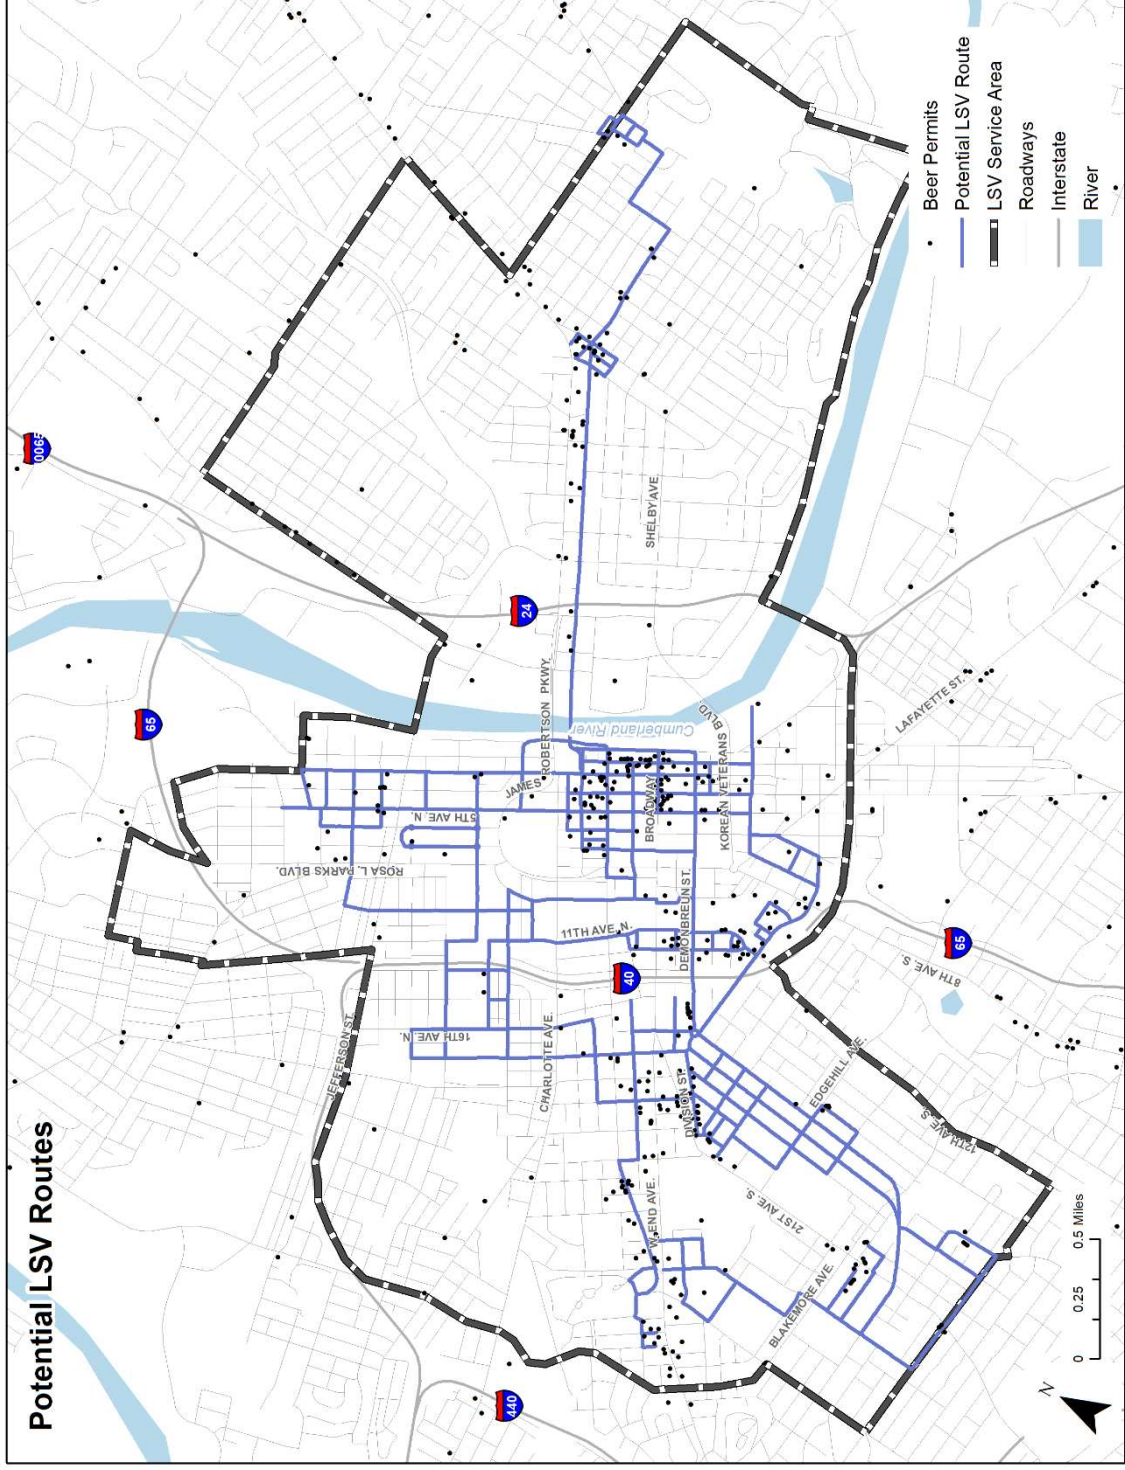 Potential LSV Routes
0065
65
24
40
65
440
JEFFERSON ST.
ROSA L. PARKS BLVD.
5TH AVE. N.
JAMES ROBERTSON PKWY.
16TH AVE. N.
CHARLOTTE AVE.
11TH AVE. N.
BROADWAY
DEMONBREUN ST.
KOREAN VETERANS BLVD.
Cumberland River
SHELBY AVE.
LAFAYETTE ST.
8TH AVE. S.
DIVISION ST.
EDGEHILL AVE.
12TH AVE. S.
W. END AVE.
21ST AVE. S.
BLAKEMORE AVE.
Beer Permits
Potential LSV Route
LSV Service Area
Roadways
Interstate
River
N
0 0.25 0.5 Miles